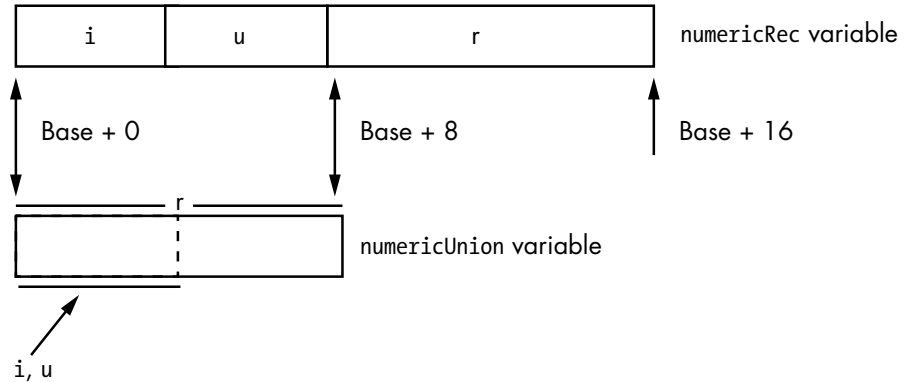 i u r numericRec variable
Base + 0 Base + 8 Base + 16
r
numericUnion variable
i, u